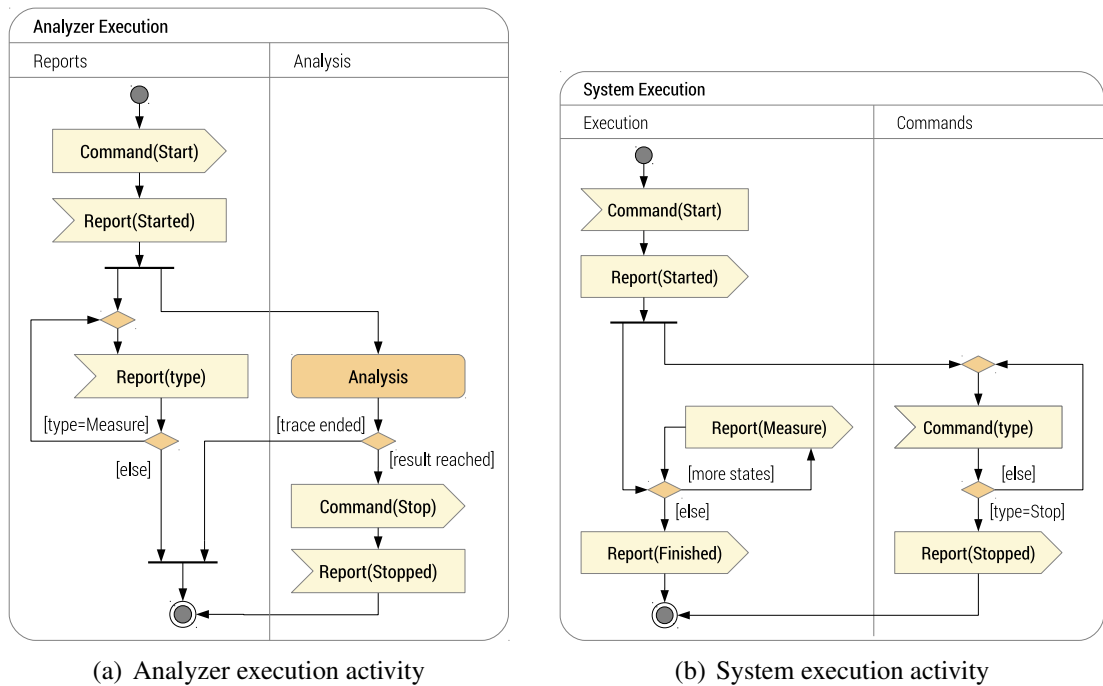 Analyzer Execution
Reports
Analysis
Command(Start)
Report(Started)
Report(type)
Analysis
[type=Measure]
[trace ended]
[else]
[result reached]
Command(Stop)
Report(Stopped)
(a) Analyzer execution activity
System Execution
Execution
Commands
Command(Start)
Report(Started)
Report(Measure)
Command(type)
[more states]
[else]
[else]
[type=Stop]
Report(Finished)
Report(Stopped)
(b) System execution activity